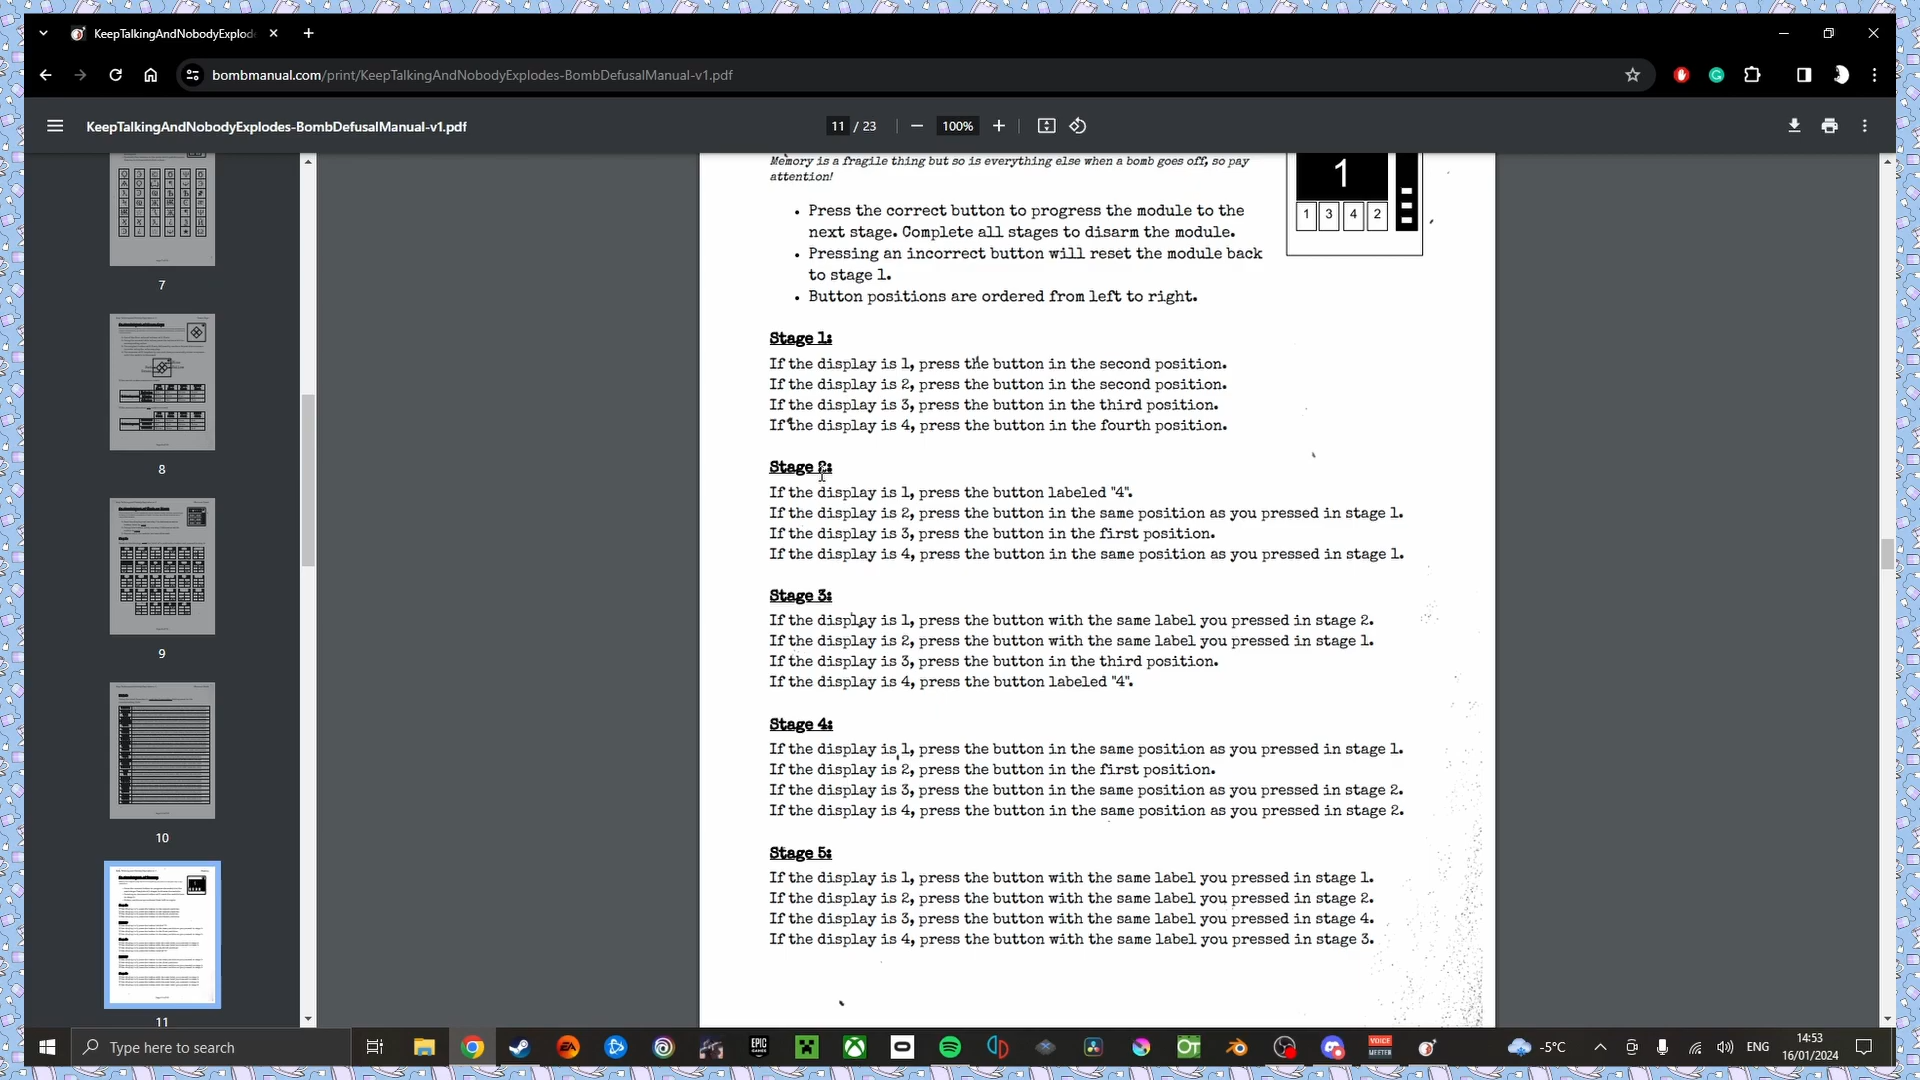 KeepTalkingAndNobodyExplod
bombmanual.com/print/KeepTalkingAndNobodyExplodes-BombDefusalManual-v1.pdf
KeepTalkingAndNobodyExplodes-BombDefusalManual-v1.pdf
11 / 23
100%
7
8
9
10
11
Memory is a fragile thing but so is everything else when a bomb goes off, so pay
attention!
1
1 3 4 2
• Press the correct button to progress the module to the
next stage. Complete all stages to disarm the module.
• Pressing an incorrect button will reset the module back
to stage 1.
• Button positions are ordered from left to right.
Stage 1:
If the display is 1, press the button in the second position.
If the display is 2, press the button in the second position.
If the display is 3, press the button in the third position.
If the display is 4, press the button in the fourth position.
Stage 2:
If the display is 1, press the button labeled "4".
If the display is 2, press the button in the same position as you pressed in stage 1.
If the display is 3, press the button in the first position.
If the display is 4, press the button in the same position as you pressed in stage 1.
Stage 3:
If the display is 1, press the button with the same label you pressed in stage 2.
If the display is 2, press the button with the same label you pressed in stage 1.
If the display is 3, press the button in the third position.
If the display is 4, press the button labeled "4".
Stage 4:
If the display is 1, press the button in the same position as you pressed in stage 1.
If the display is 2, press the button in the first position.
If the display is 3, press the button in the same position as you pressed in stage 2.
If the display is 4, press the button in the same position as you pressed in stage 2.
Stage 5:
If the display is 1, press the button with the same label you pressed in stage 1.
If the display is 2, press the button with the same label you pressed in stage 2.
If the display is 3, press the button with the same label you pressed in stage 4.
If the display is 4, press the button with the same label you pressed in stage 3.
Type here to search
EA
EPIC
GAMES
OT
VOICE
MEETER
-5°C
ENG
14:53
16/01/2024